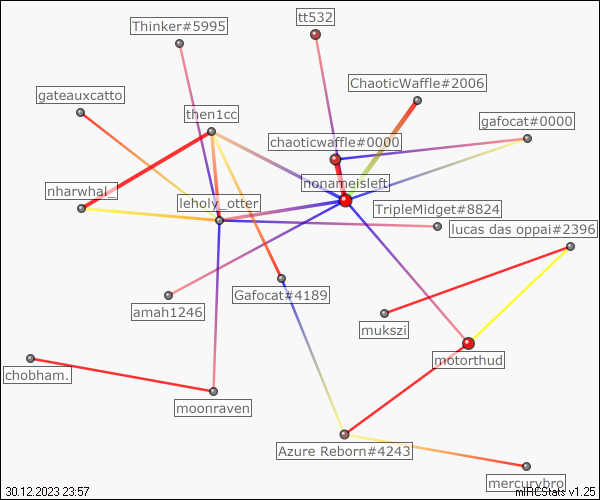 tt532
Thinker#5995
ChaoticWaffle#2006
gateauxcatto
then1cc
gafocat#0000
chaoticwaffle#0000
nonameisleft
nharwhal_
leholy_otter
TripleMidget#8824
lucas das oppai#2396
Gafocat#4189
amah1246
mukszi
motorthud
chobham.
moonraven
Azure Reborn#4243
mercurybro
30.12.2023 23:57
mIRCStats v1.25